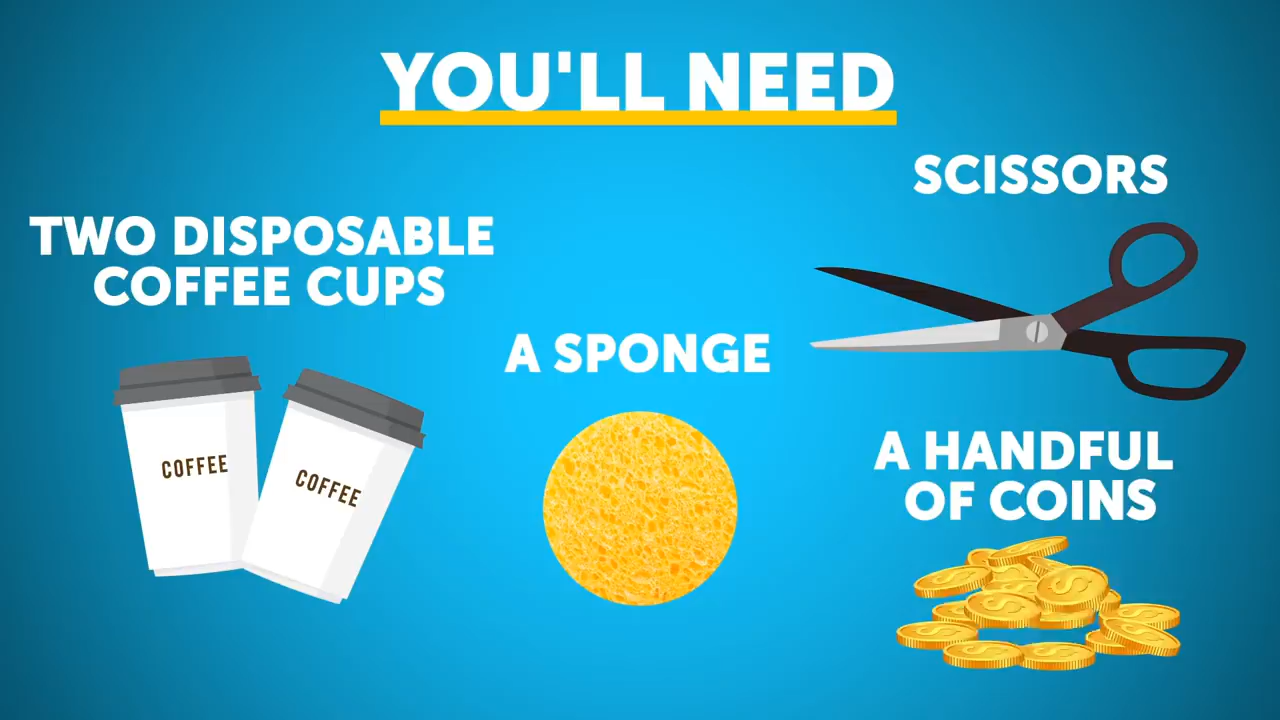 YOU'LL NEED
SCISSORS
TWO DISPOSABLE
COFFEE CUPS
A SPONGE
COFFEE
COFFEE
A HANDFUL
OF COINS